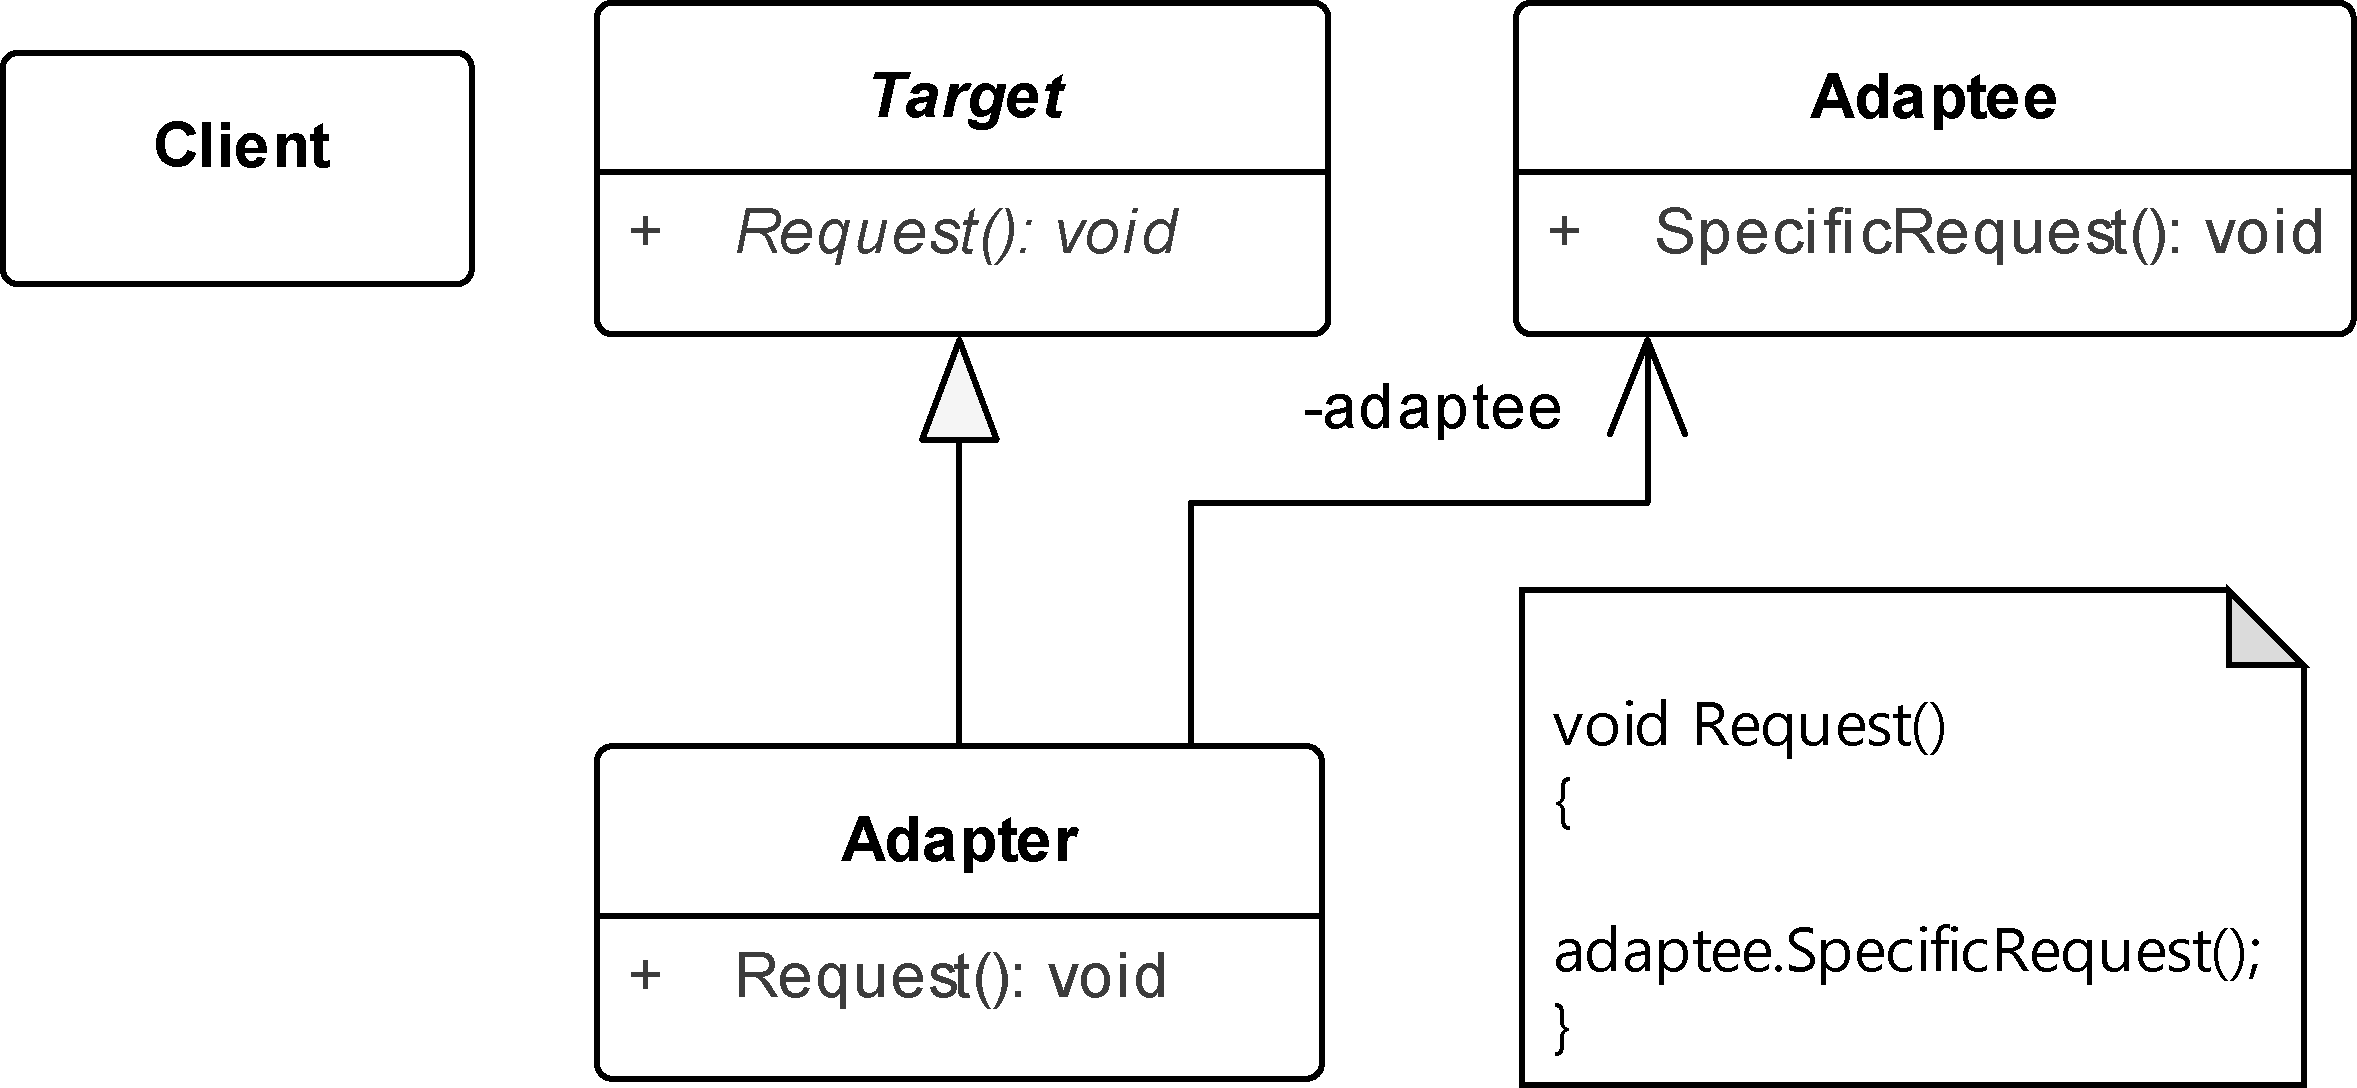 Client
Target
+ Request(): void
Adaptee
+ SpecificRequest(): void
-adaptee
Adapter
+ Request(): void
void Request()
{
adaptee.SpecificRequest();
}